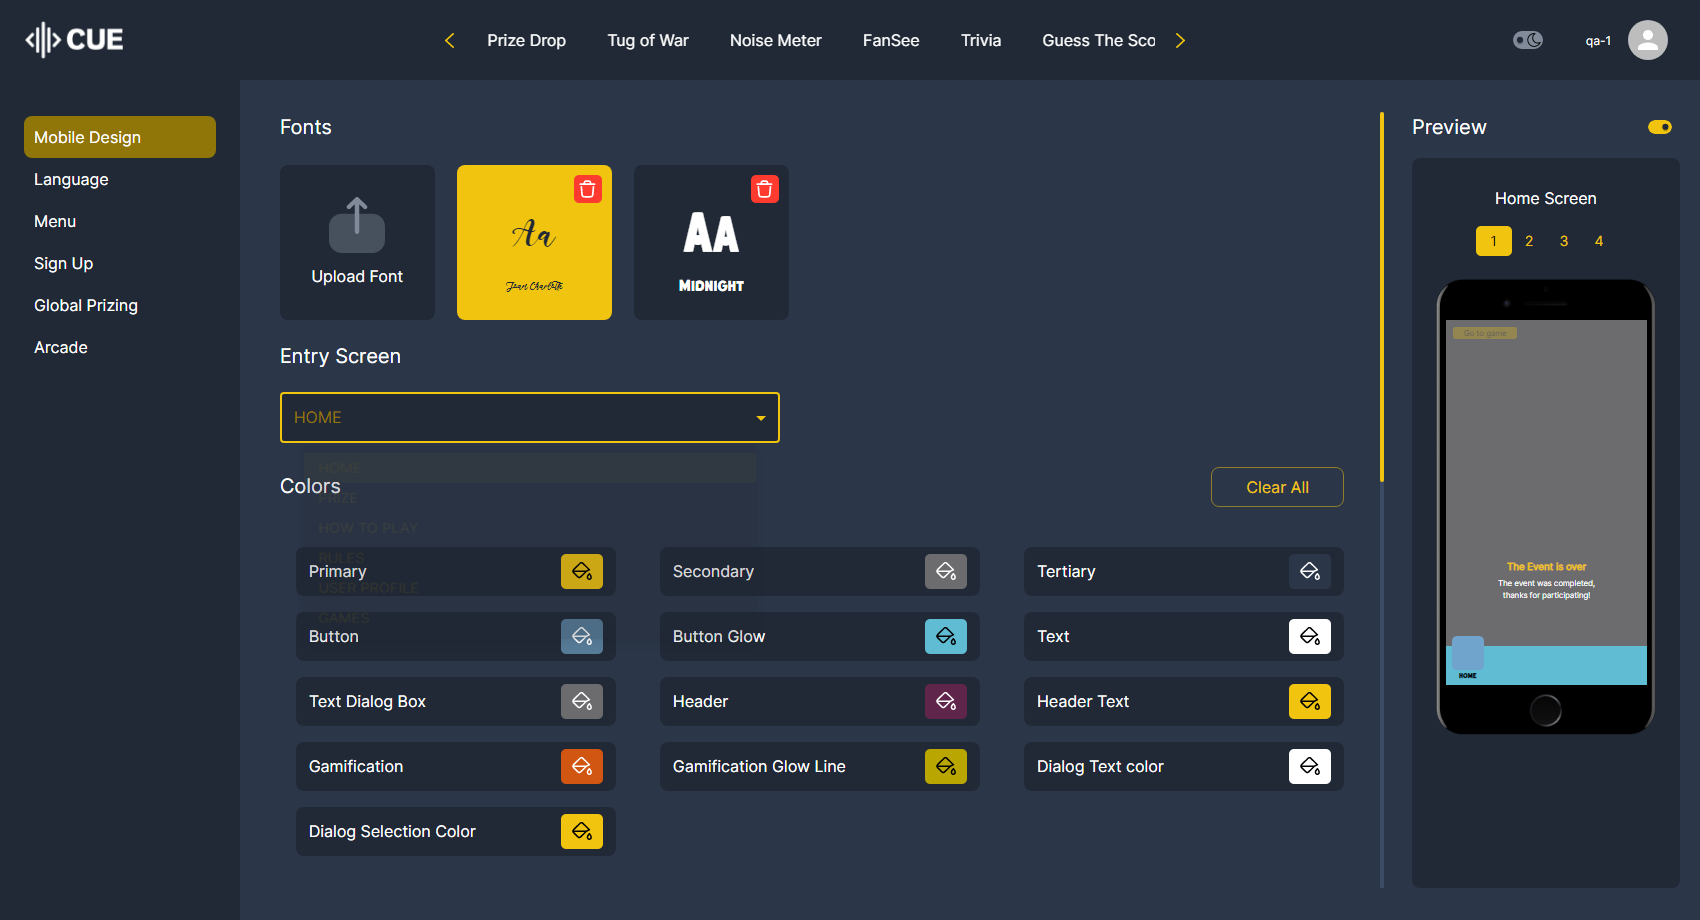 CUE
Prize Drop
Tug of War
Noise Meter
FanSee
Trivia
Guess The Sco
qa-1
Mobile Design
Language
Menu
Sign Up
Global Prizing
Arcade
Fonts
Upload Font
Aa
Jean Charlotte
AA
MIDNIGHT
Entry Screen
HOME
HOME
PRIZE
HOW TO PLAY
RULES
USER PROFILE
GAMES
Colors
Clear All
Primary
Secondary
Tertiary
Button
Button Glow
Text
Text Dialog Box
Header
Header Text
Gamification
Gamification Glow Line
Dialog Text color
Dialog Selection Color
Preview
Home Screen
1 2 3 4
Go to game
The Event is over
The event was completed,
thanks for participating!
HOME